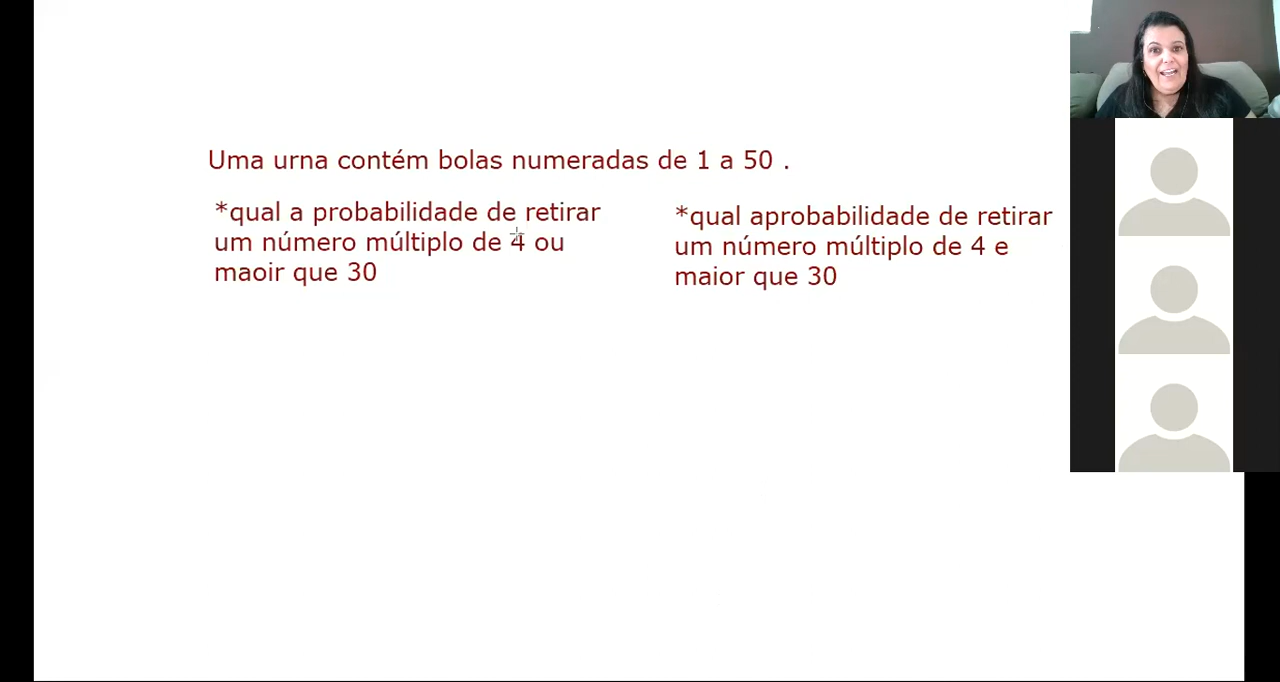 Uma urna contém bolas numeradas de 1 a 50 .
*qual a probabilidade de retirar
um número múltiplo de 4 ou
maoir que 30
*qual aprobabilidade de retirar
um número múltiplo de 4 e
maior que 30